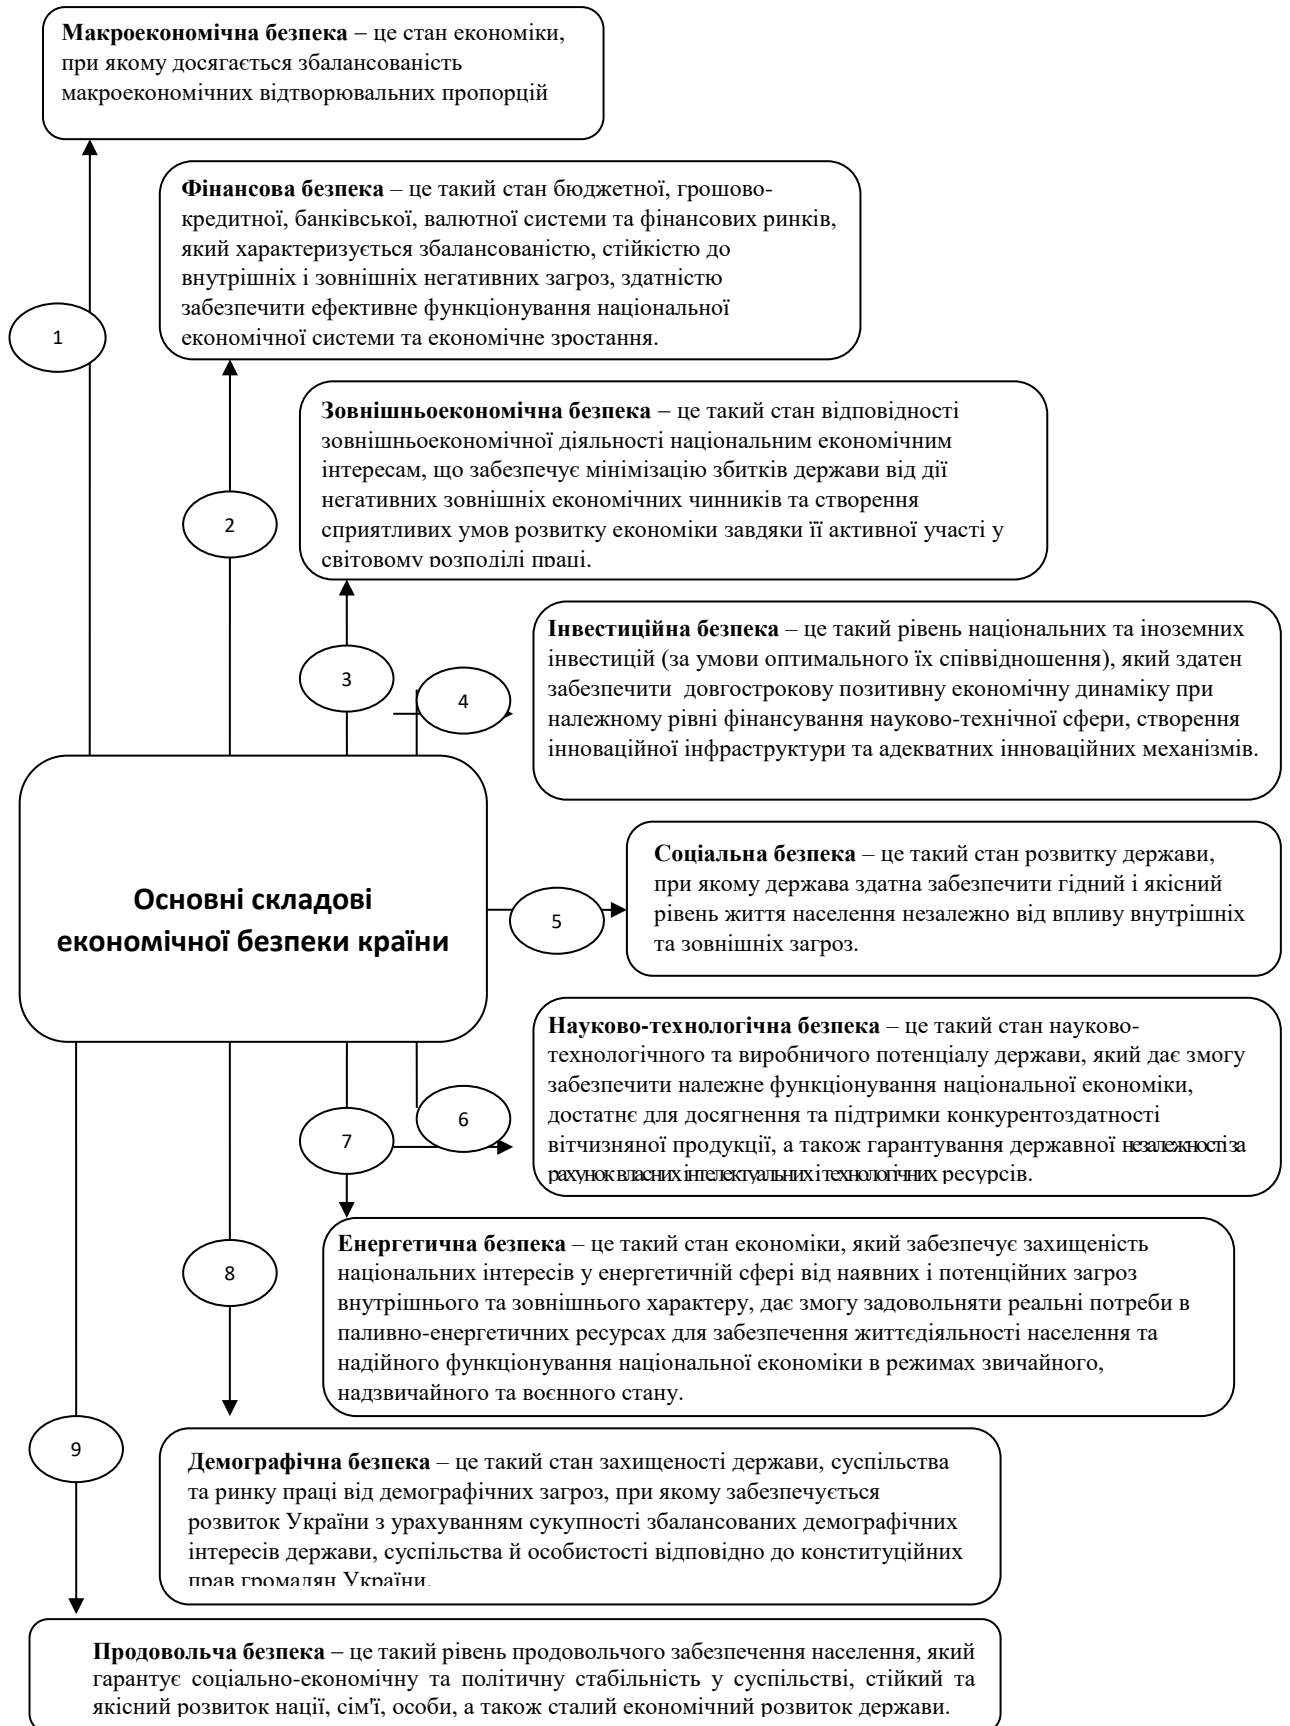 Макроекономічна безпека – це стан економіки,
при якому досягається збалансованість
макроекономічних відтворювальних пропорцій
Фінансова безпека – це такий стан бюджетної, грошово-
кредитної, банківської, валютної системи та фінансових ринків,
який характеризується збалансованістю, стійкістю до
внутрішніх і зовнішніх негативних загроз, здатністю
забезпечити ефективне функціонування національної
економічної системи та економічне зростання.
1
Зовнішньоекономічна безпека – це такий стан відповідності
зовнішньоекономічної діяльності національним економічним
інтересам, що забезпечує мінімізацію збитків держави від дії
негативних зовнішніх економічних чинників та створення
сприятливих умов розвитку економіки завдяки її активної участі у
світовому розподілі праці.
2
Інвестиційна безпека – це такий рівень національних та іноземних
інвестицій (за умови оптимального їх співвідношення), який здатен
забезпечити довгострокову позитивну економічну динаміку при
належному рівні фінансування науково-технічної сфери, створення
інноваційної інфраструктури та адекватних інноваційних механізмів.
3
4
Основні складові
економічної безпеки країни
Соціальна безпека – це такий стан розвитку держави,
при якому держава здатна забезпечити гідний і якісний
рівень життя населення незалежно від впливу внутрішніх
та зовнішніх загроз.
5
Науково-технологічна безпека – це такий стан науково-
технологічного та виробничого потенціалу держави, який дає змогу
забезпечити належне функціонування національної економіки,
достатнє для досягнення та підтримки конкурентоздатності
вітчизняної продукції, а також гарантування державної незалежності за
рахунок власних інтелектуальних і технологічних ресурсів.
6
7
Енергетична безпека – це такий стан економіки, який забезпечує захищеність
національних інтересів у енергетичній сфері від наявних і потенційних загроз
внутрішнього та зовнішнього характеру, дає змогу задовольняти реальні потреби в
паливно-енергетичних ресурсах для забезпечення життєдіяльності населення та
надійного функціонування національної економіки в режимах звичайного,
надзвичайного та воєнного стану.
8
Демографічна безпека – це такий стан захищеності держави, суспільства
та ринку праці від демографічних загроз, при якому забезпечується
розвиток України з урахуванням сукупності збалансованих демографічних
інтересів держави, суспільства й особистості відповідно до конституційних
прав громадян України.
9
Продовольча безпека – це такий рівень продовольчого забезпечення населення, який
гарантує соціально-економічну та політичну стабільність у суспільстві, стійкий та
якісний розвиток нації, сім'ї, особи, а також сталий економічний розвиток держави.